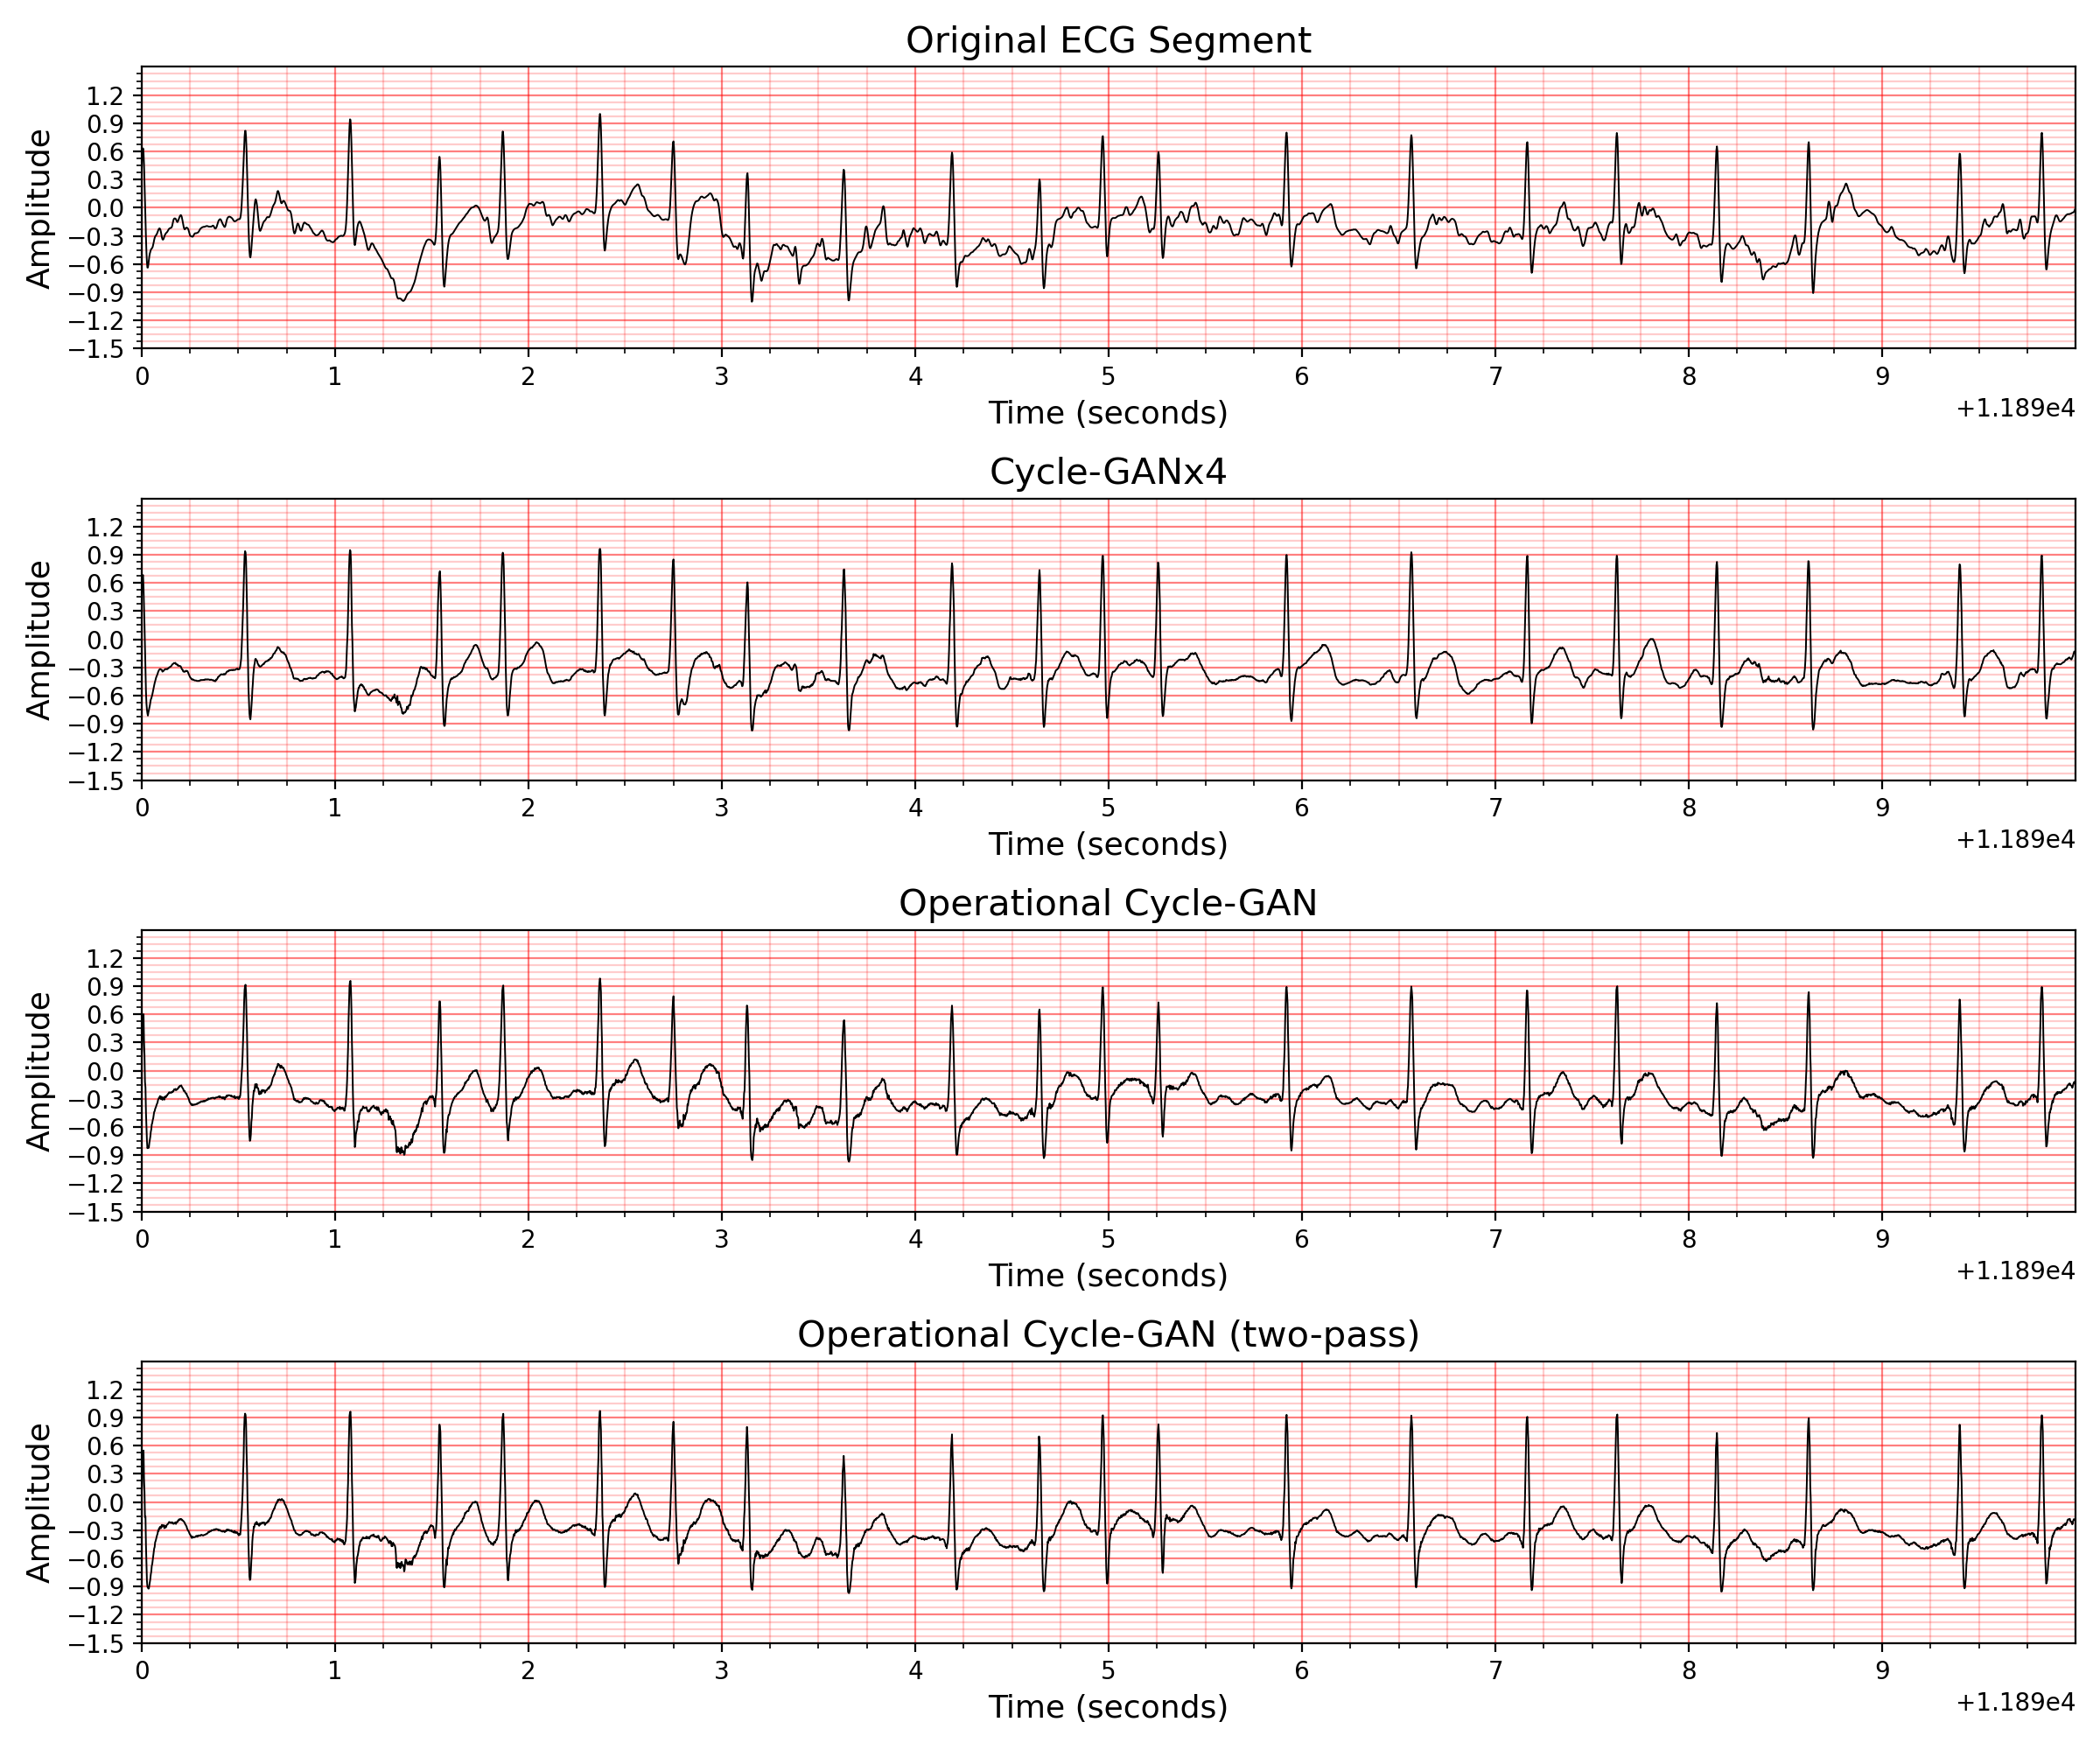 Original ECG Segment
Amplitude
1.2
0.9
0.6
0.3
0.0
−0.3
−0.6
−0.9
−1.2
−1.5
0 1 2 3 4 5 6 7 8 9
Time (seconds)
+1.189e4
Cycle-GANx4
Amplitude
1.2
0.9
0.6
0.3
0.0
−0.3
−0.6
−0.9
−1.2
−1.5
0 1 2 3 4 5 6 7 8 9
Time (seconds)
+1.189e4
Operational Cycle-GAN
Amplitude
1.2
0.9
0.6
0.3
0.0
−0.3
−0.6
−0.9
−1.2
−1.5
0 1 2 3 4 5 6 7 8 9
Time (seconds)
+1.189e4
Operational Cycle-GAN (two-pass)
Amplitude
1.2
0.9
0.6
0.3
0.0
−0.3
−0.6
−0.9
−1.2
−1.5
0 1 2 3 4 5 6 7 8 9
Time (seconds)
+1.189e4